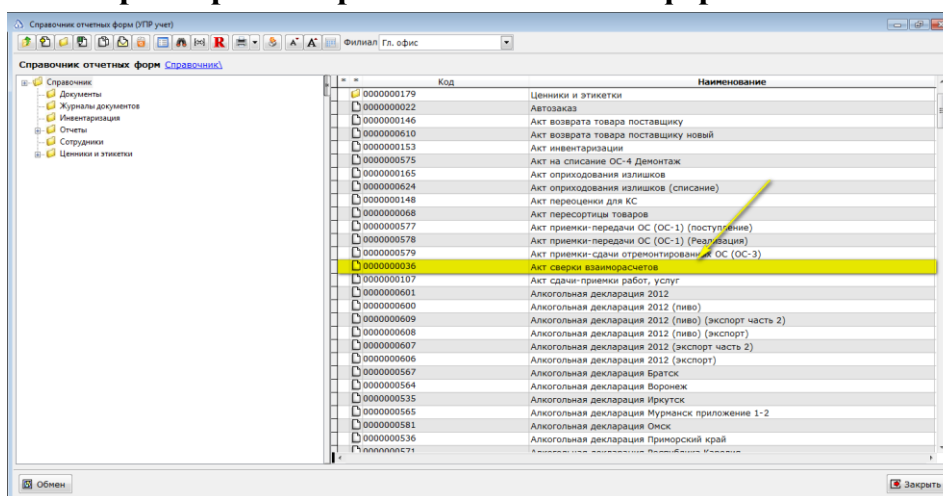 Справочник отчетных форм (УПР учет)
Филиал Гл. офис
Справочник отчетных форм Справочник\
Справочник
Документы
Журналы документов
Инвентаризация
Отчеты
Сотрудники
Ценники и этикетки
Код Наименование
0000000179 Ценники и этикетки
0000000022 Автозаказ
0000000146 Акт возврата товара поставщику
0000000610 Акт возврата товара поставщику новый
0000000153 Акт инвентаризации
0000000575 Акт на списание ОС-4 Демонтаж
0000000165 Акт оприходования излишков
0000000624 Акт оприходования излишков (списание)
0000000148 Акт переоценки для КС
0000000068 Акт пересортицы товаров
0000000577 Акт приемки-передачи ОС (ОС-1) (поступление)
0000000578 Акт приемки-передачи ОС (ОС-1) (Реализация)
0000000579 Акт приемки-сдачи отремонтированных ОС (ОС-3)
0000000036 Акт сверки взаиморасчетов
0000000107 Акт сдачи-приемки работ, услуг
0000000601 Алкогольная декларация 2012
0000000600 Алкогольная декларация 2012 (пиво)
0000000609 Алкогольная декларация 2012 (пиво) (экспорт часть 2)
0000000608 Алкогольная декларация 2012 (пиво) (экспорт)
0000000607 Алкогольная декларация 2012 (экспорт часть 2)
0000000606 Алкогольная декларация 2012 (экспорт)
0000000567 Алкогольная декларация Братск
0000000564 Алкогольная декларация Воронеж
0000000535 Алкогольная декларация Иркутск
0000000565 Алкогольная декларация Мурманск приложение 1-2
0000000581 Алкогольная декларация Омск
0000000536 Алкогольная декларация Приморский край
0000000571 Алкогольная декларация Республика Карелия
Обмен
Закрыть